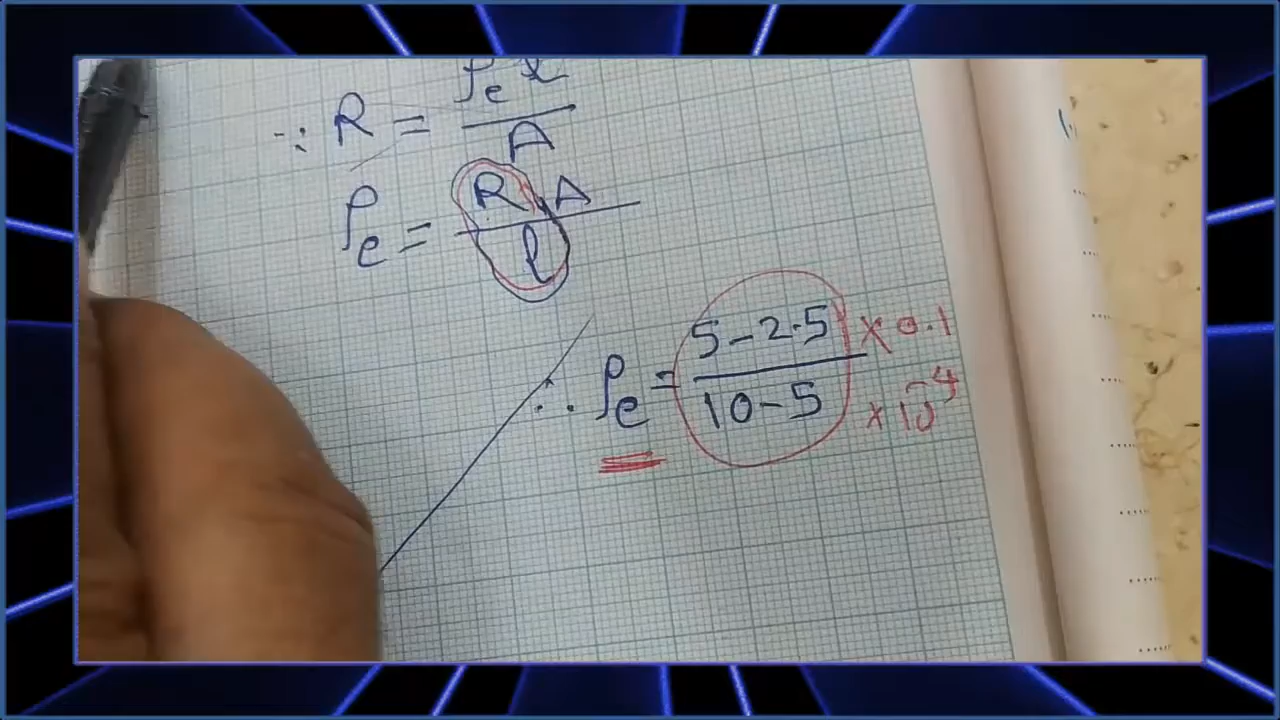 ∵ R = ρe l / A
ρe = R A / l
∴ ρe = (5 - 2.5 / 10 - 5) × 0.1 × 10⁻⁴